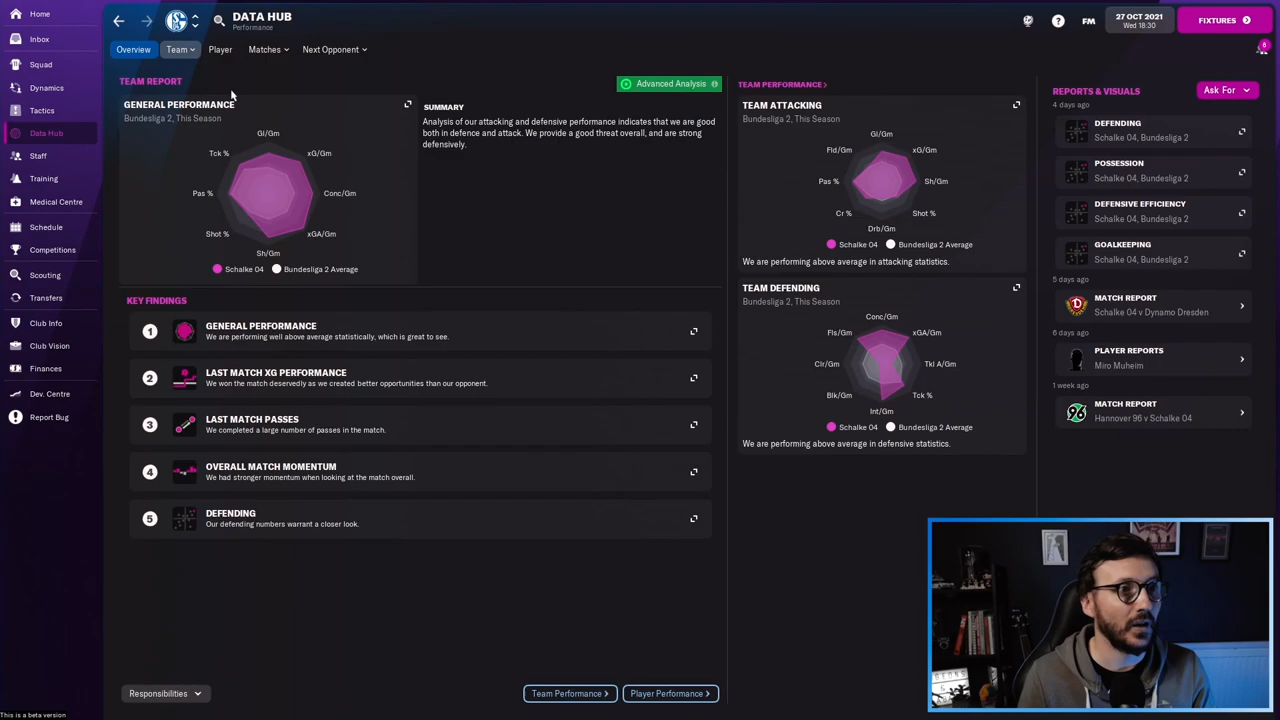 Home
Inbox
Squad
Dynamics
Tactics
Data Hub
Staff
Training
Medical Centre
Schedule
Competitions
Scouting
Transfers
Club Info
Club Vision
Finances
Dev. Centre
Report Bug
This is a beta version
DATA HUB
Performance
FM
27 OCT 2021
Wed 18:30
FIXTURES
6
Overview
Team
Player
Matches
Next Opponent
TEAM REPORT
Advanced Analysis
GENERAL PERFORMANCE
Bundesliga 2, This Season
Gl/Gm
Tck %
xG/Gm
Pas %
Conc/Gm
Shot %
xGA/Gm
Sh/Gm
Schalke 04
Bundesliga 2 Average
SUMMARY
Analysis of our attacking and defensive performance indicates that we are good
both in defence and attack. We provide a good threat overall, and are strong
defensively.
KEY FINDINGS
1
GENERAL PERFORMANCE
We are performing well above average statistically, which is great to see.
2
LAST MATCH XG PERFORMANCE
We won the match deservedly as we created better opportunities than our opponent.
3
LAST MATCH PASSES
We completed a large number of passes in the match.
4
OVERALL MATCH MOMENTUM
We had stronger momentum when looking at the match overall.
5
DEFENDING
Our defending numbers warrant a closer look.
Responsibilities
Team Performance
Player Performance
TEAM PERFORMANCE
TEAM ATTACKING
Bundesliga 2, This Season
Gl/Gm
Fld/Gm
xG/Gm
Pas %
Sh/Gm
Cr %
Shot %
Drb/Gm
Schalke 04
Bundesliga 2 Average
We are performing above average in attacking statistics.
TEAM DEFENDING
Bundesliga 2, This Season
Conc/Gm
Fls/Gm
xGA/Gm
Clr/Gm
Tkl A/Gm
Blk/Gm
Tck %
Int/Gm
Schalke 04
Bundesliga 2 Average
We are performing above average in defensive statistics.
REPORTS & VISUALS
Ask For
4 days ago
DEFENDING
Schalke 04, Bundesliga 2
POSSESSION
Schalke 04, Bundesliga 2
DEFENSIVE EFFICIENCY
Schalke 04, Bundesliga 2
GOALKEEPING
Schalke 04, Bundesliga 2
5 days ago
MATCH REPORT
Schalke 04 v Dynamo Dresden
6 days ago
PLAYER REPORTS
Miro Muheim
1 week ago
MATCH REPORT
Hannover 96 v Schalke 04